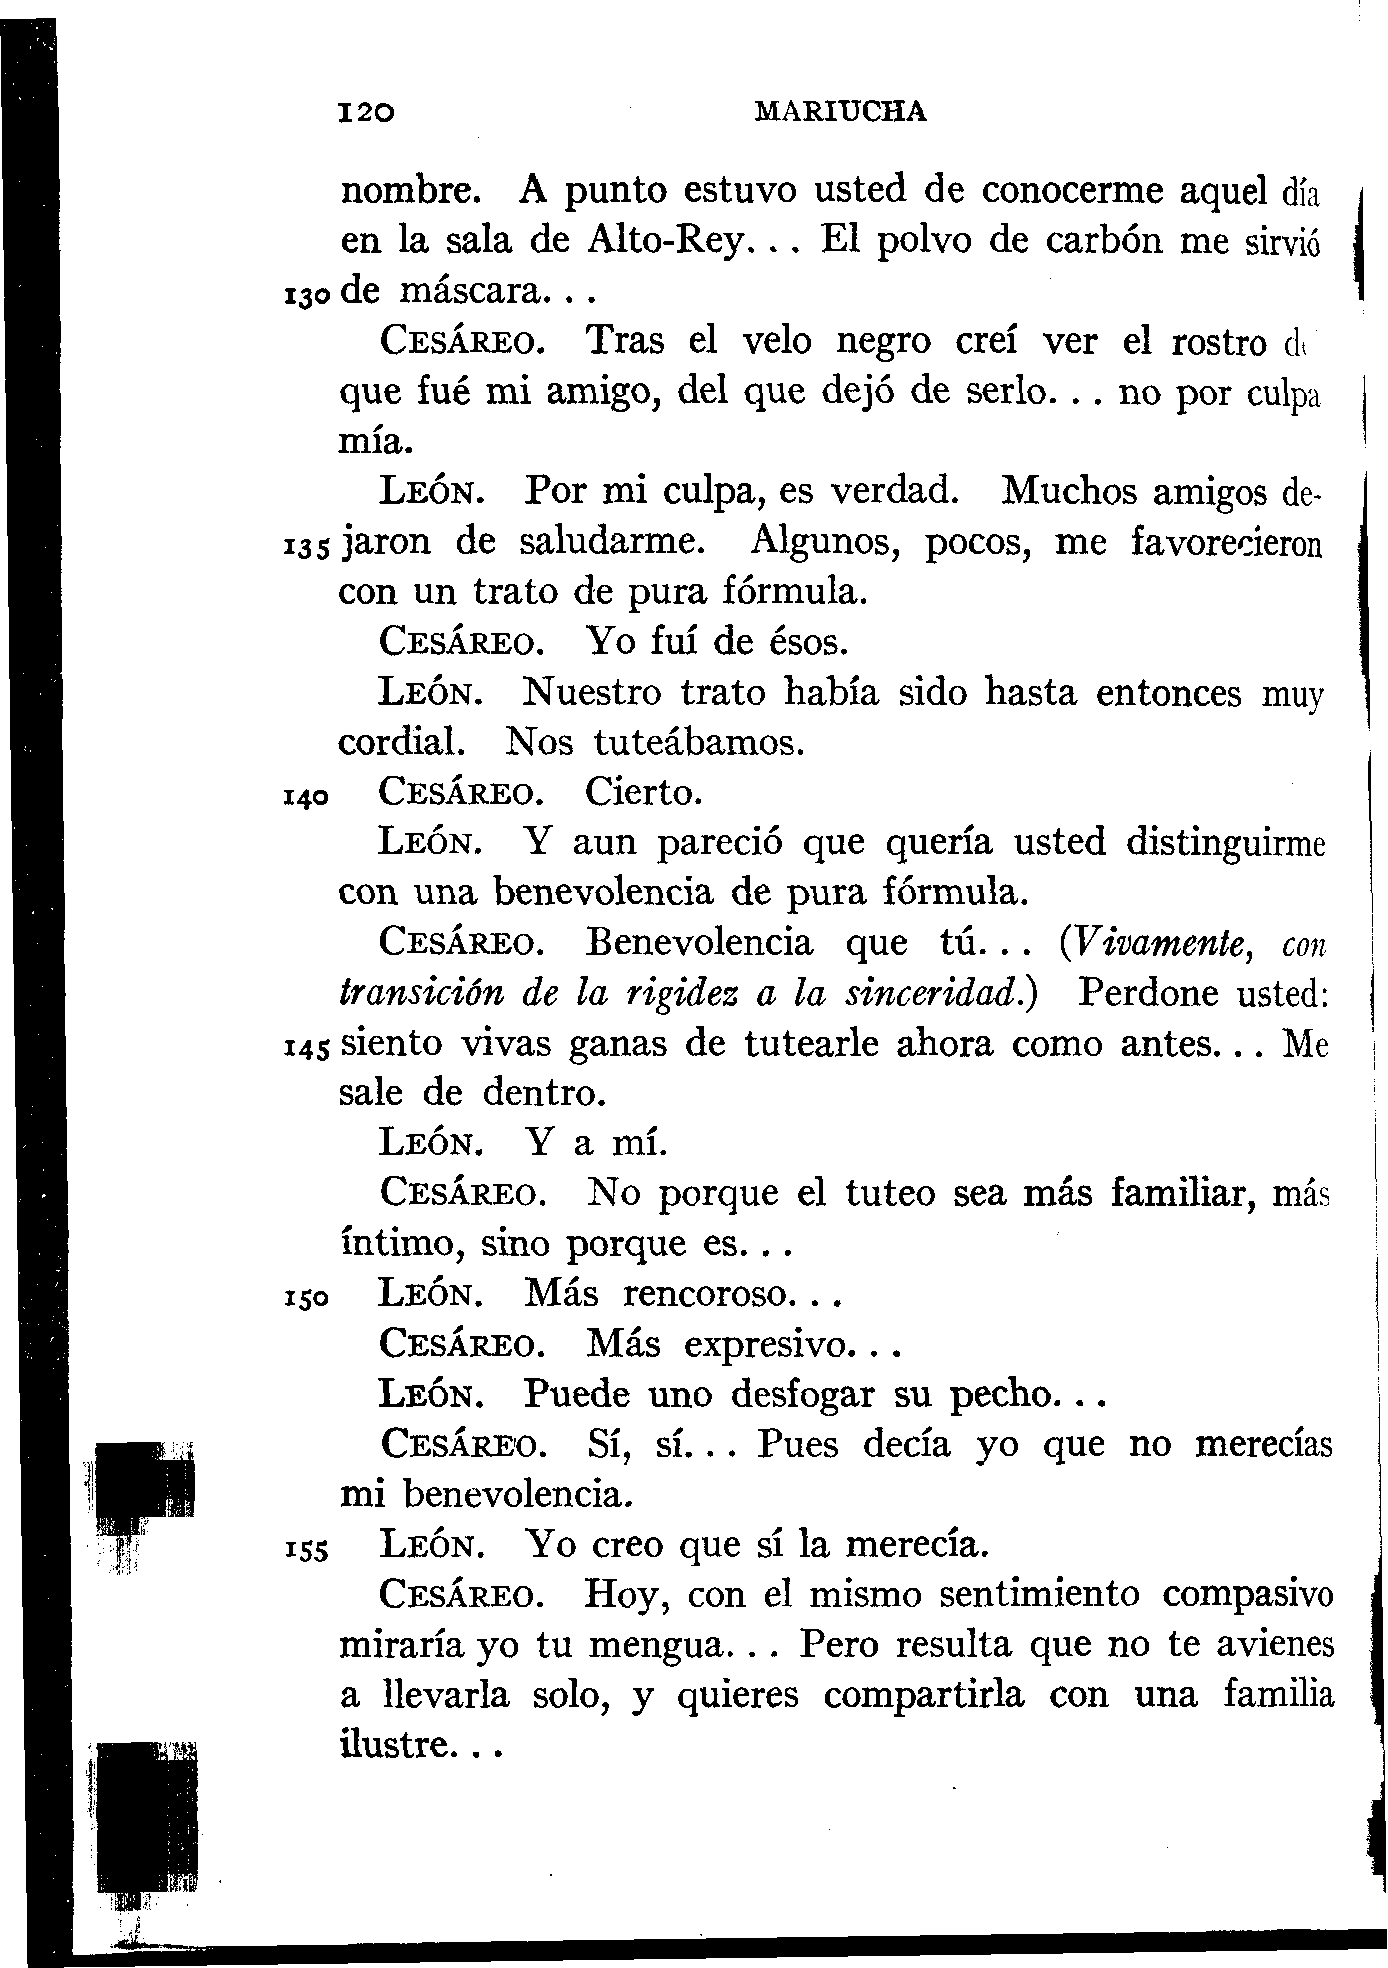 120 MARIUCHA
nombre. A punto estuvo usted de conocerme aquel día
en la sala de Alto-Rey. . . El polvo de carbón me sirvió
130 de máscara. . .
CESÁREO. Tras el velo negro creí ver el rostro
que fué mi amigo, del que dejó de serlo. . . no por culpa
mía.
LEÓN. Por mi culpa, es verdad. Muchos amigos de-
135 jaron de saludarme. Algunos, pocos, me favorecieron
con un trato de pura fórmula.
CESÁREO. Yo fuí de ésos.
LEÓN. Nuestro trato había sido hasta entonces muy
cordial. Nos tuteábamos.
140 CESÁREO. Cierto.
LEÓN. Y aun pareció que quería usted distinguirme
con una benevolencia de pura fórmula.
CESÁREO. Benevolencia que tú. . . (Vivamente, con
transición de la rigidez a la sinceridad.) Perdone usted:
145 siento vivas ganas de tutearle ahora como antes. . . Me
sale de dentro.
LEÓN. Y a mí.
CESÁREO. No porque el tuteo sea más familiar, más
íntimo, sino porque es. . .
150 LEÓN. Más rencoroso. . .
CESÁREO. Más expresivo. . .
LEÓN. Puede uno desfogar su pecho. . .
CESÁREO. Sí, sí. . . Pues decía yo que no merecías
mi benevolencia.
155 LEÓN. Yo creo que sí la merecía.
CESÁREO. Hoy, con el mismo sentimiento compasivo
miraría yo tu mengua. . . Pero resulta que no te avienes
a llevarla solo, y quieres compartirla con una familia
ilustre. . .